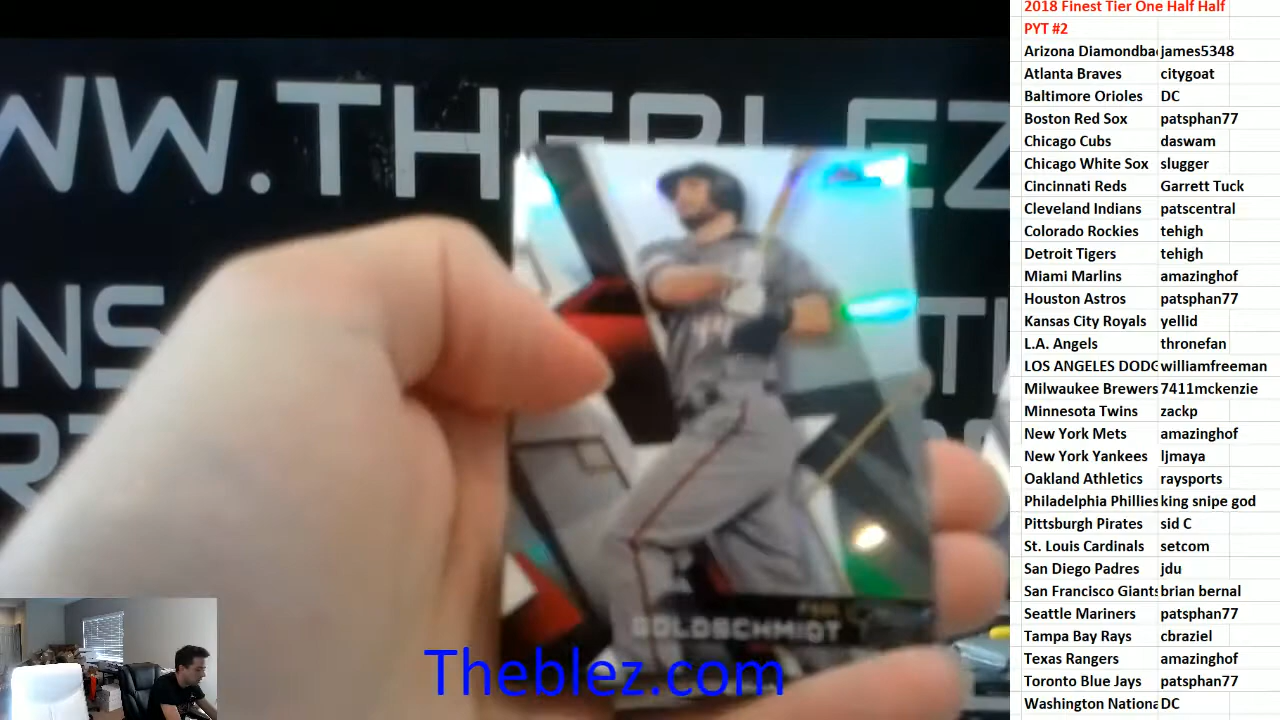 WW.THEBLEZ
NS
TI
44
PAUL
GOLDSCHMIDT
Theblez.com
2018 Finest Tier One Half Half
PYT #2
Arizona Diamondba james5348
Atlanta Braves citygoat
Baltimore Orioles DC
Boston Red Sox patsphan77
Chicago Cubs daswam
Chicago White Sox slugger
Cincinnati Reds Garrett Tuck
Cleveland Indians patscentral
Colorado Rockies tehigh
Detroit Tigers tehigh
Miami Marlins amazinghof
Houston Astros patsphan77
Kansas City Royals yellid
L.A. Angels thronefan
LOS ANGELES DODG williamfreeman
Milwaukee Brewers 7411mckenzie
Minnesota Twins zackp
New York Mets amazinghof
New York Yankees ljmaya
Oakland Athletics raysports
Philadelphia Phillies king snipe god
Pittsburgh Pirates sid C
St. Louis Cardinals setcom
San Diego Padres jdu
San Francisco Giants brian bernal
Seattle Mariners patsphan77
Tampa Bay Rays cbraziel
Texas Rangers amazinghof
Toronto Blue Jays patsphan77
Washington Nationa DC